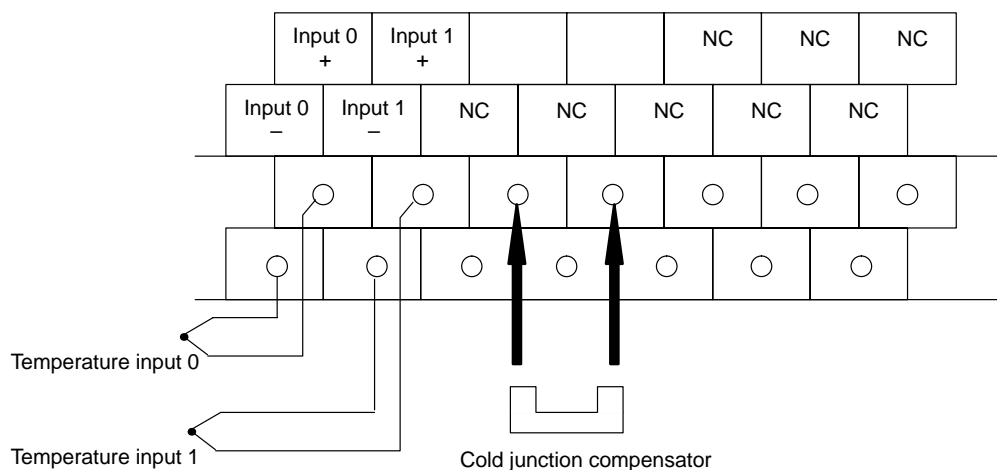 Input 0 Input 1 NC NC NC
+ +
Input 0 Input 1 NC NC NC NC NC
– –
Temperature input 0
Temperature input 1
Cold junction compensator